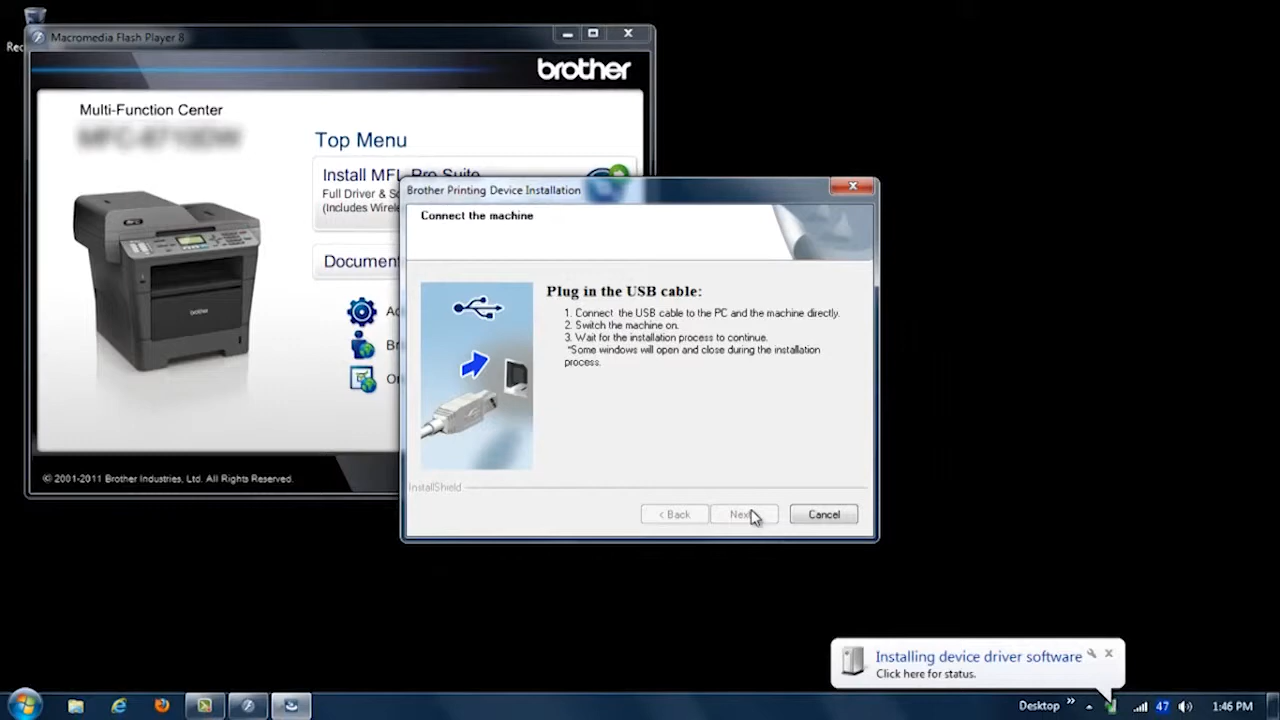 Macromedia Flash Player 8
brother
Multi-Function Center
Top Menu
Install MFL Pro Suite
Full Driver & S
(Includes Wirele
Document
Ad
Br
O
© 2001-2011 Brother Industries, Ltd. All Rights Reserved.
Brother Printing Device Installation
Connect the machine
Plug in the USB cable:
1. Connect the USB cable to the PC and the machine directly.
2. Switch the machine on.
3. Wait for the installation process to continue.
*Some windows will open and close during the installation
process.
InstallShield
< Back
Next
Cancel
Installing device driver software
Click here for status.
Desktop
47
1:46 PM